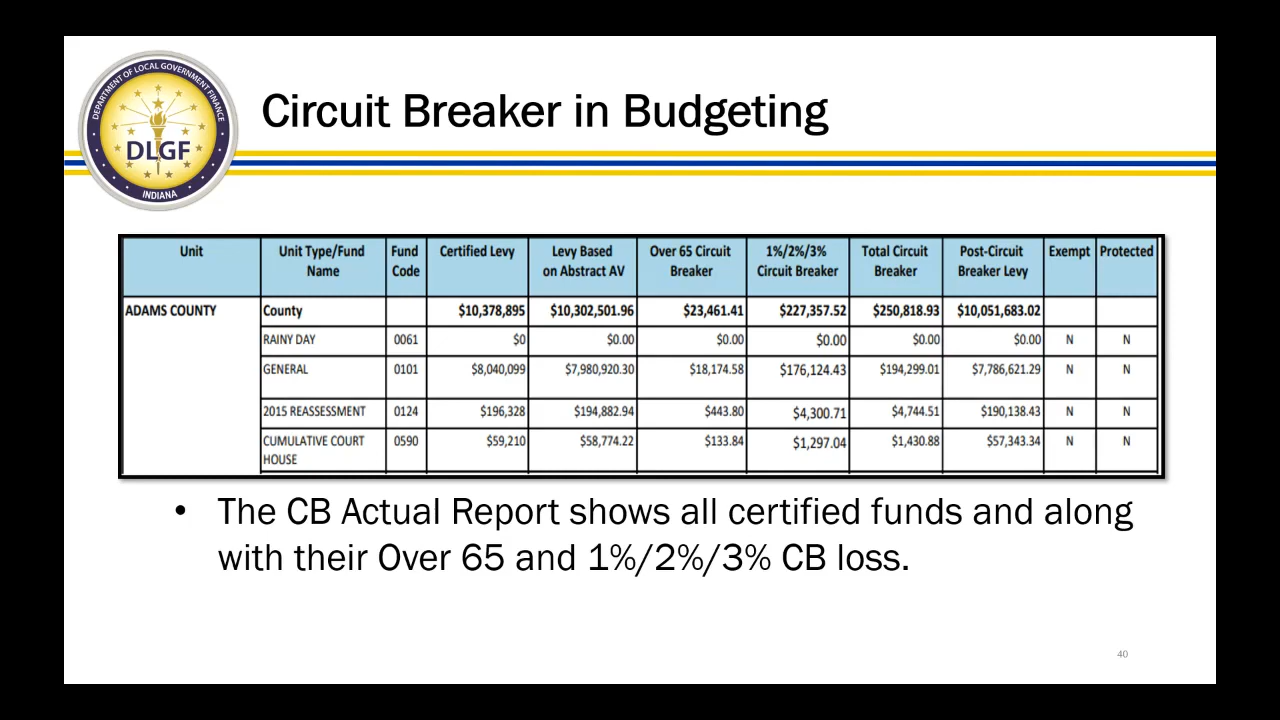 DEPARTMENT OF LOCAL GOVERNMENT FINANCE
DLGF
INDIANA
Circuit Breaker in Budgeting
Unit Unit Type/Fund Name Fund Code Certified Levy Levy Based on Abstract AV Over 65 Circuit Breaker 1%/2%/3% Circuit Breaker Total Circuit Breaker Post-Circuit Breaker Levy Exempt Protected
ADAMS COUNTY County $10,378,895 $10,302,501.96 $23,461.41 $227,357.52 $250,818.93 $10,051,683.02
RAINY DAY 0061 $0 $0.00 $0.00 $0.00 $0.00 $0.00 N N
GENERAL 0101 $8,040,099 $7,980,920.30 $18,174.58 $176,124.43 $194,299.01 $7,786,621.29 N N
2015 REASSESSMENT 0124 $196,328 $194,882.94 $443.80 $4,300.71 $4,744.51 $190,138.43 N N
CUMULATIVE COURT HOUSE 0590 $59,210 $58,774.22 $133.84 $1,297.04 $1,430.88 $57,343.34 N N
• The CB Actual Report shows all certified funds and along
with their Over 65 and 1%/2%/3% CB loss.
40